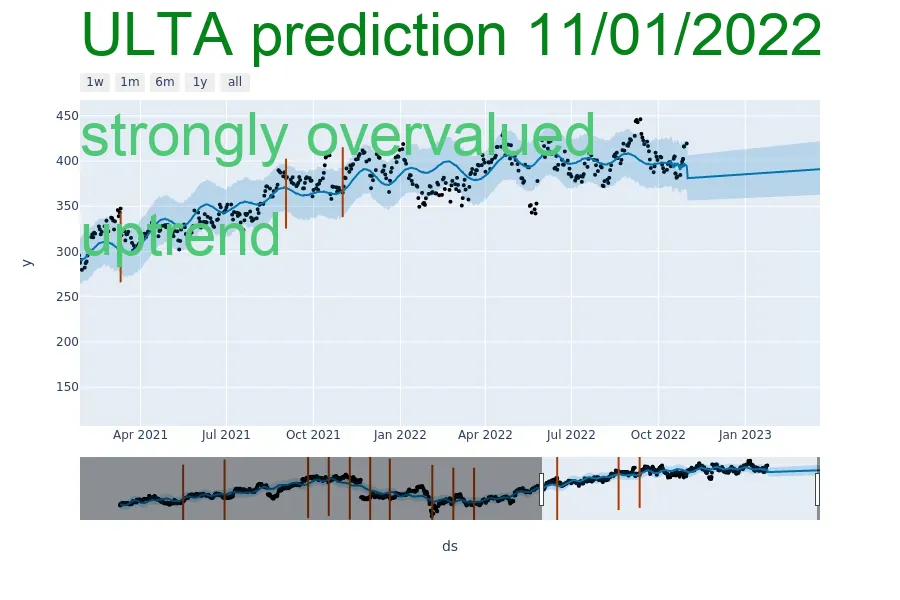 ULTA prediction 11/01/2022
1w 1m 6m 1y all
strongly overvalued
uptrend
450
400
350
300
250
200
150
y
Apr 2021 Jul 2021 Oct 2021 Jan 2022 Apr 2022 Jul 2022 Oct 2022 Jan 2023
ds